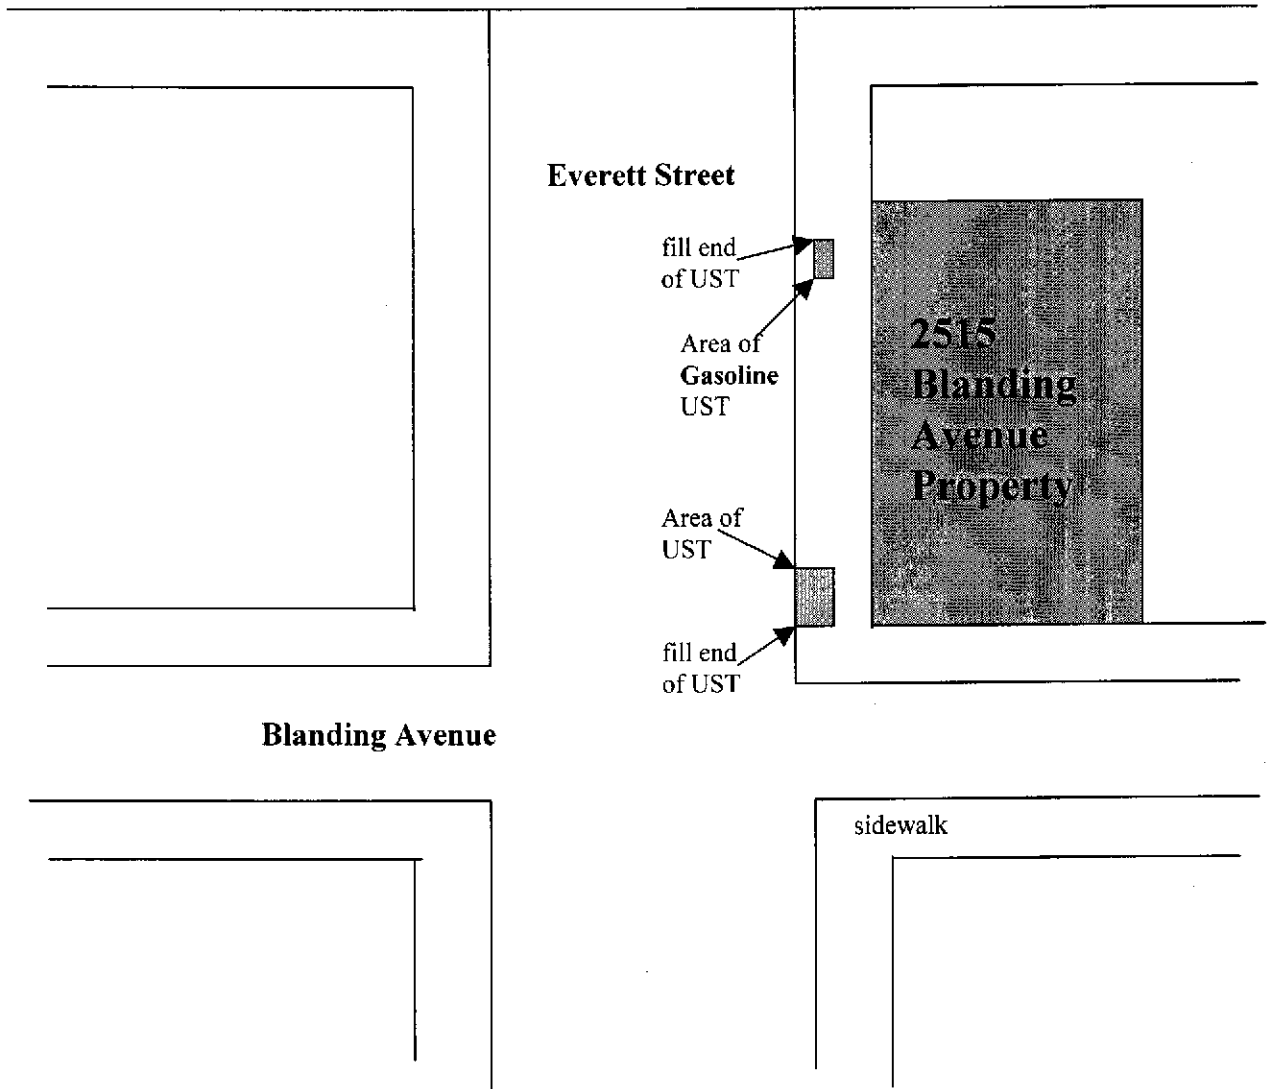 Everett Street
fill end
of UST
Area of
Gasoline
UST
2515
Blanding
Avenue
Property
Area of
UST
fill end
of UST
Blanding Avenue
sidewalk